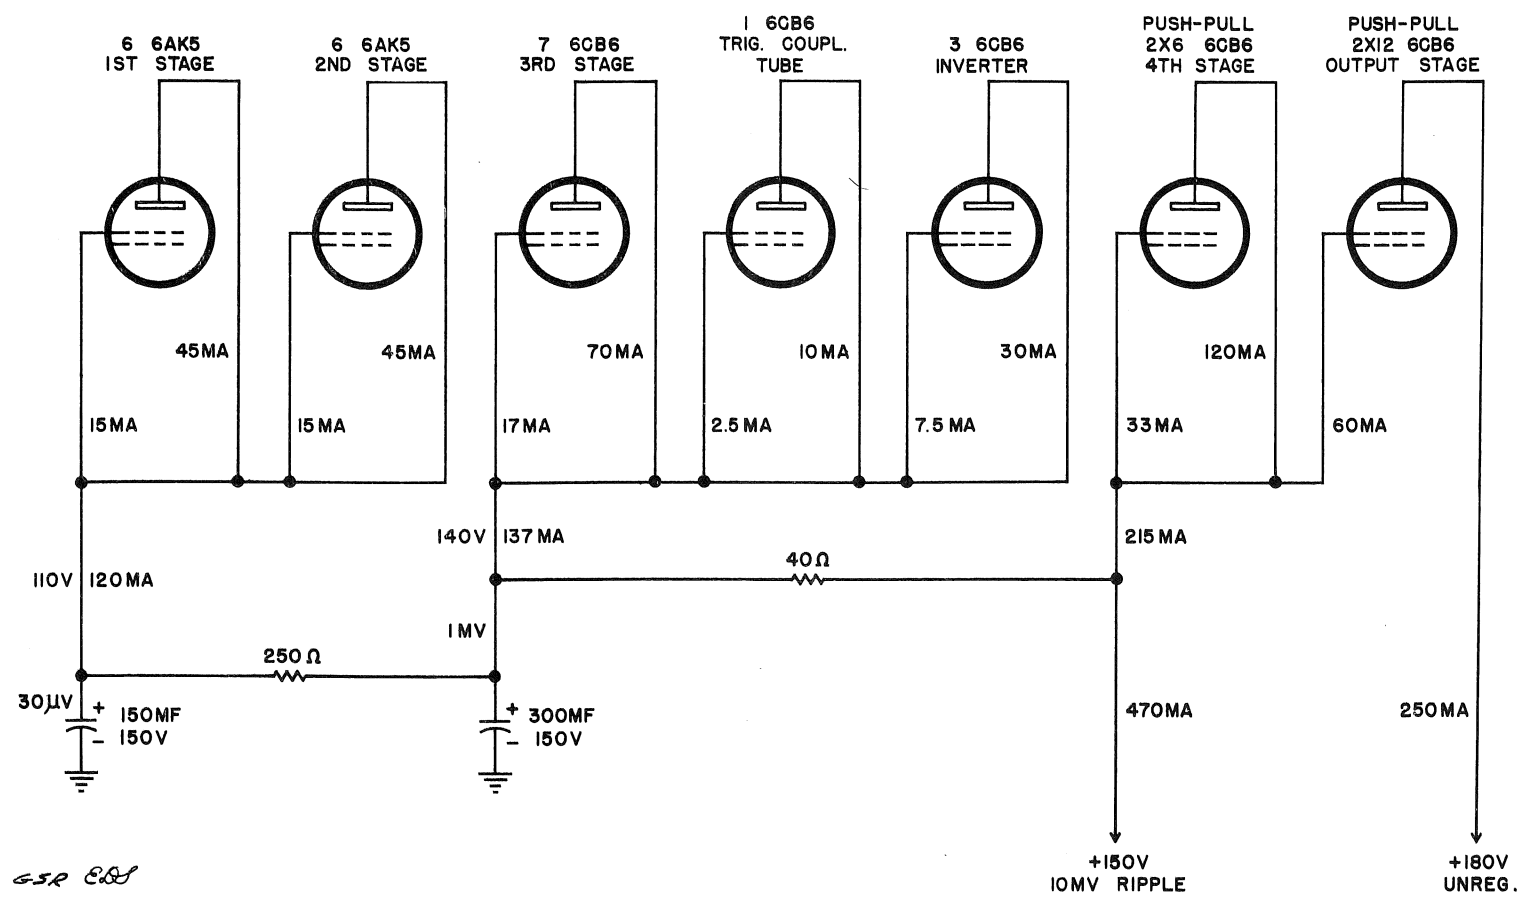 6 6AK5
1ST STAGE
6 6AK5
2ND STAGE
7 6CB6
3RD STAGE
1 6CB6
TRIG. COUPL.
TUBE
3 6CB6
INVERTER
PUSH-PULL
2X6 6CB6
4TH STAGE
PUSH-PULL
2X12 6CB6
OUTPUT STAGE
45MA
45MA
70MA
10MA
30MA
120MA
15MA
15MA
17MA
2.5MA
7.5MA
33MA
60MA
140V
137MA
215MA
40Ω
110V
120MA
1MV
250Ω
30µV
+
150MF
- 150V
+
300MF
- 150V
470MA
250MA
+150V
10MV RIPPLE
+180V
UNREG.
GSR EDS